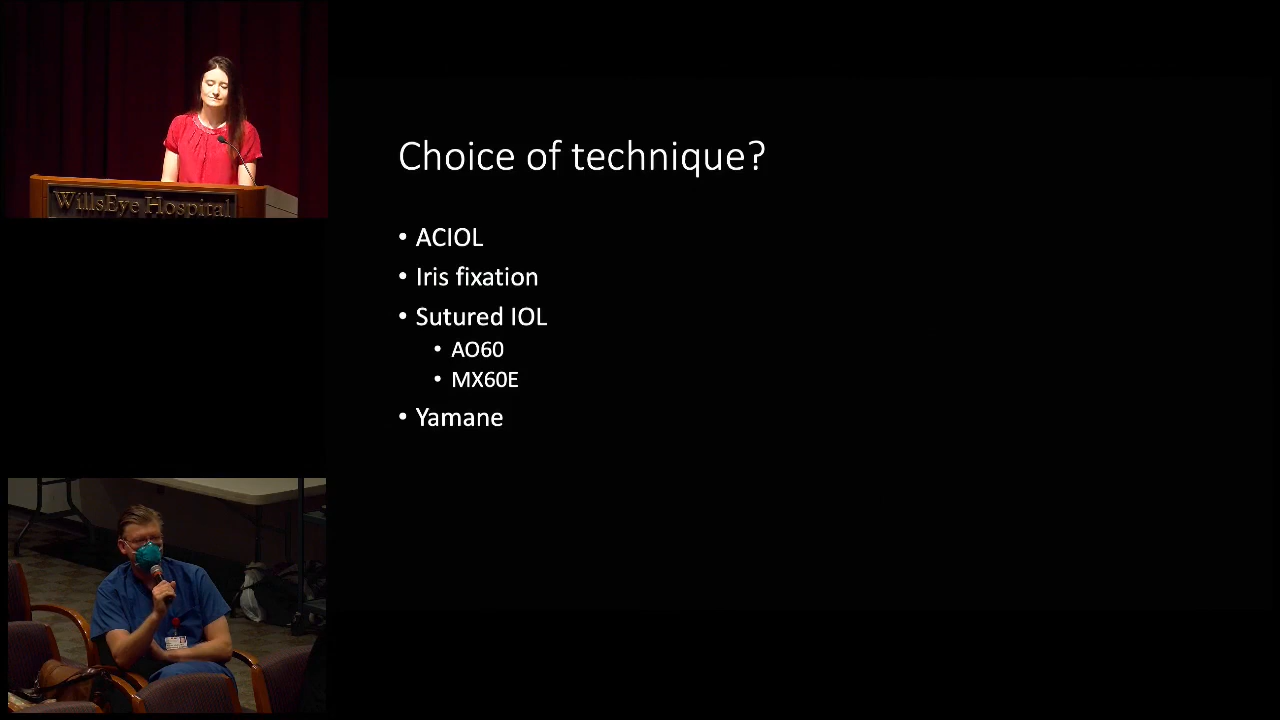 WillsEye Hospital
Choice of technique?
• ACIOL
• Iris fixation
• Sutured IOL
• AO60
• MX60E
• Yamane